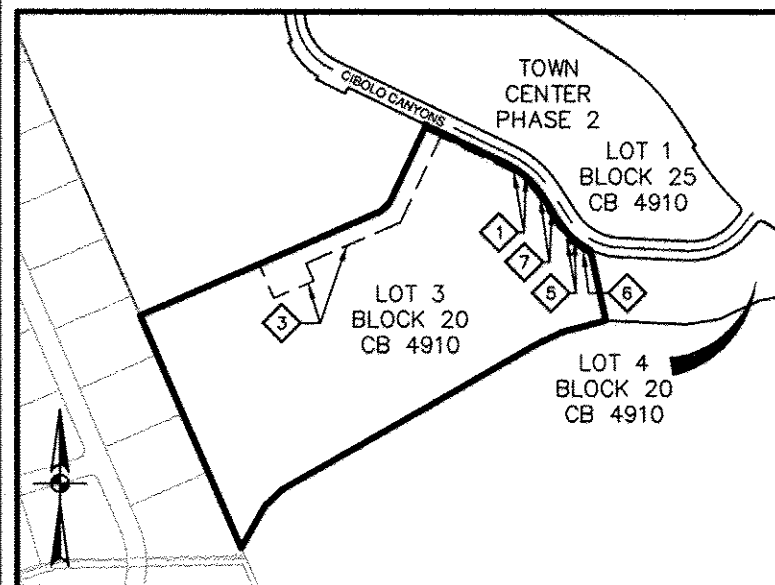 CIBOLO CANYONS
TOWN
CENTER
PHASE 2
LOT 1
BLOCK 25
CB 4910
1
7
5
6
3
LOT 3
BLOCK 20
CB 4910
LOT 4
BLOCK 20
CB 4910